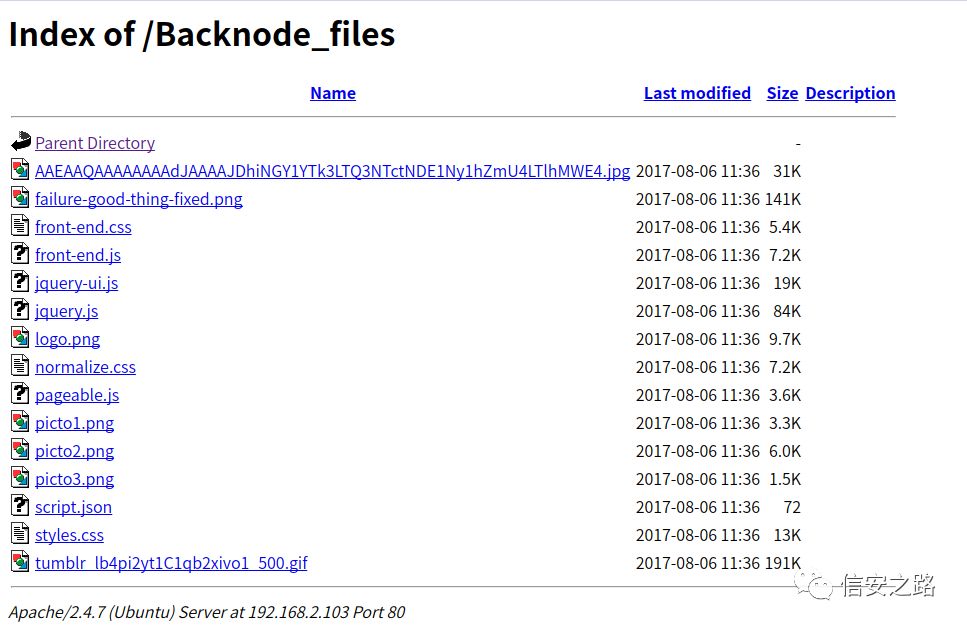 Index of /Backnode_files
Name Last modified Size Description
Parent Directory -
AAEAAQAAAAAAAAdJAAAAJDhiNGY1YTk3LTQ3NTctNDE1Ny1hZmU4LTlhMWE4.jpg 2017-08-06 11:36 31K
failure-good-thing-fixed.png 2017-08-06 11:36 141K
front-end.css 2017-08-06 11:36 5.4K
front-end.js 2017-08-06 11:36 7.2K
jquery-ui.js 2017-08-06 11:36 19K
jquery.js 2017-08-06 11:36 84K
logo.png 2017-08-06 11:36 9.7K
normalize.css 2017-08-06 11:36 7.2K
pageable.js 2017-08-06 11:36 3.6K
picto1.png 2017-08-06 11:36 3.3K
picto2.png 2017-08-06 11:36 6.0K
picto3.png 2017-08-06 11:36 1.5K
script.json 2017-08-06 11:36 72
styles.css 2017-08-06 11:36 13K
tumblr_lb4pi2yt1C1qb2xivo1_500.gif 2017-08-06 11:36 191K
信安之路
Apache/2.4.7 (Ubuntu) Server at 192.168.2.103 Port 80